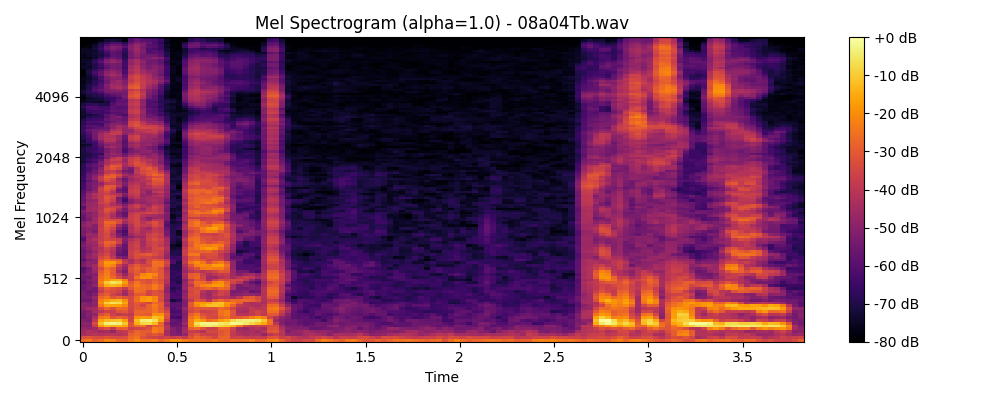 Mel Spectrogram (alpha=1.0) - 08a04Tb.wav
Mel Frequency
4096
2048
1024
512
0
0
0.5
1
1.5
2
2.5
3
3.5
Time
+0 dB
-10 dB
-20 dB
-30 dB
-40 dB
-50 dB
-60 dB
-70 dB
-80 dB